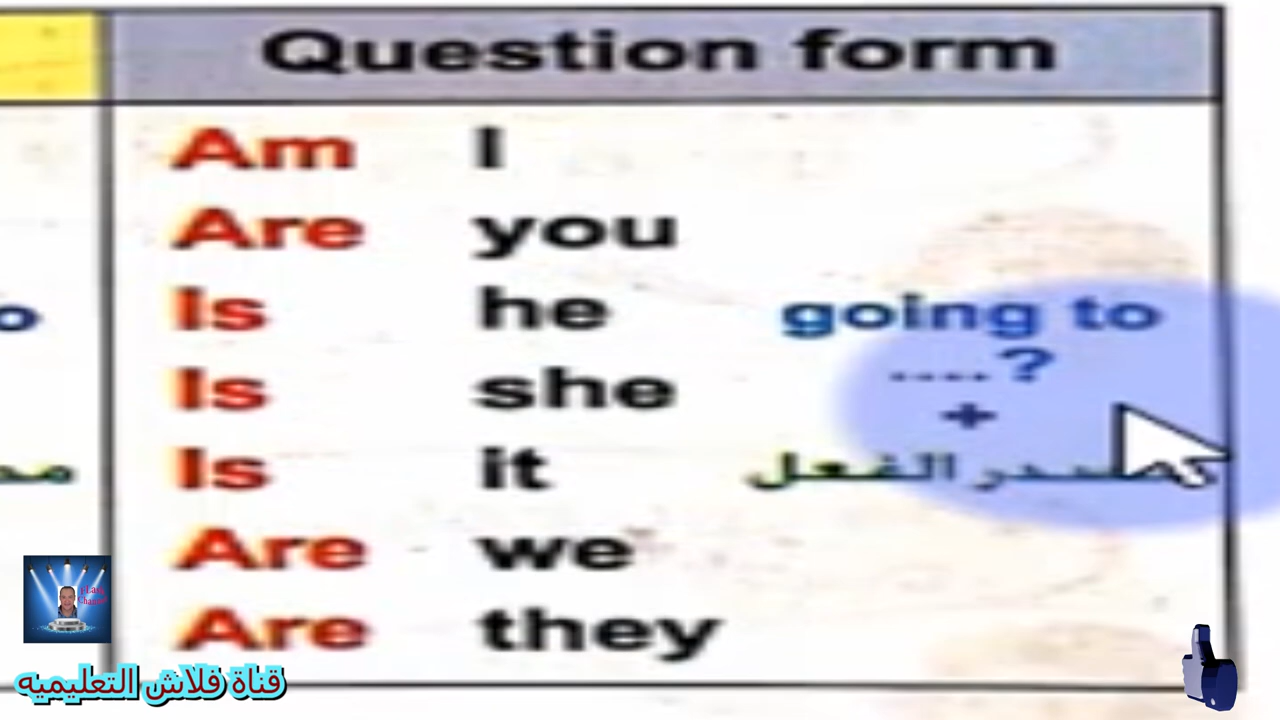 Question form
Am I
Are you
Is he going to
....?
Is she
+
Is it الفعل
Are we
Are they
قناة فلاش التعليميه